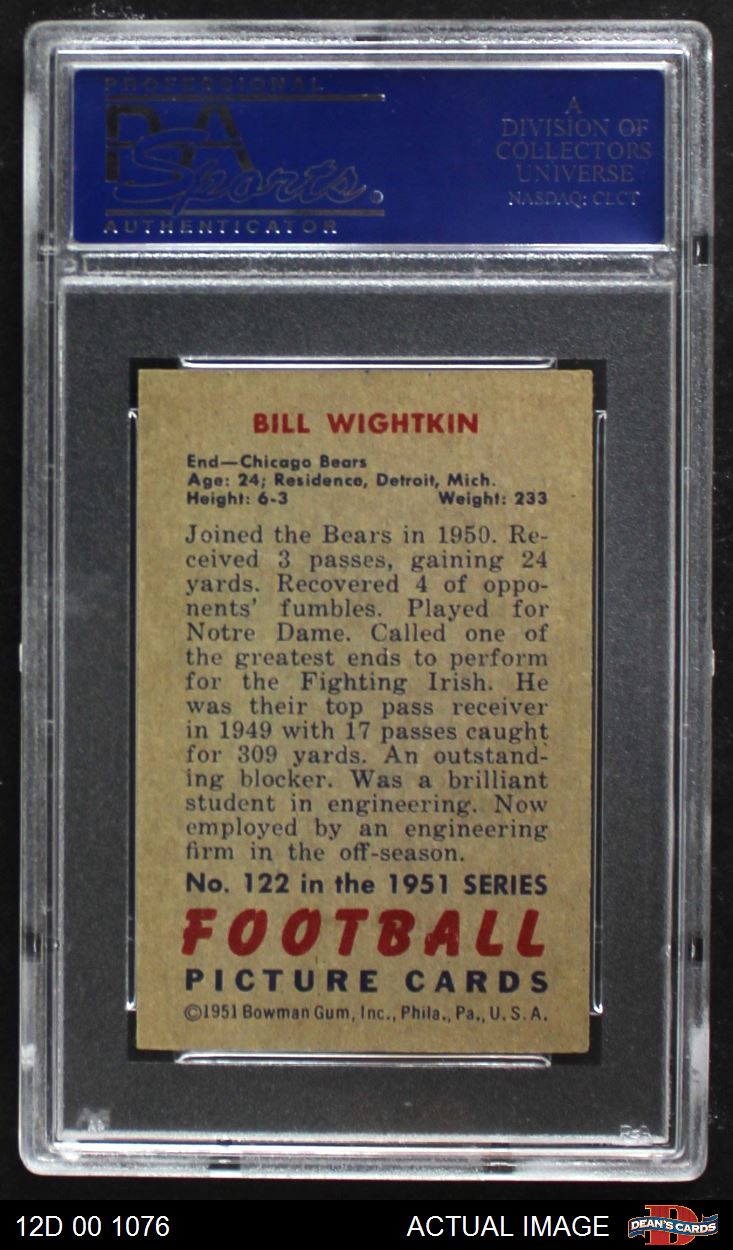 PROFESSIONAL
PSA
Sports
AUTHENTICATOR
A
DIVISION OF
COLLECTORS
UNIVERSE
NASDAQ: CLCT
BILL WIGHTKIN
End—Chicago Bears
Age: 24; Residence, Detroit, Mich.
Height: 6-3 Weight: 233
Joined the Bears in 1950. Re-
ceived 3 passes, gaining 24
yards. Recovered 4 of oppo-
nents' fumbles. Played for
Notre Dame. Called one of
the greatest ends to perform
for the Fighting Irish. He
was their top pass receiver
in 1949 with 17 passes caught
for 309 yards. An outstand-
ing blocker. Was a brilliant
student in engineering. Now
employed by an engineering
firm in the off-season.
No. 122 in the 1951 SERIES
FOOTBALL
PICTURE CARDS
©1951 Bowman Gum, Inc., Phila., Pa., U. S. A.
PSA
12D 00 1076 ACTUAL IMAGE DEAN'S CARDS